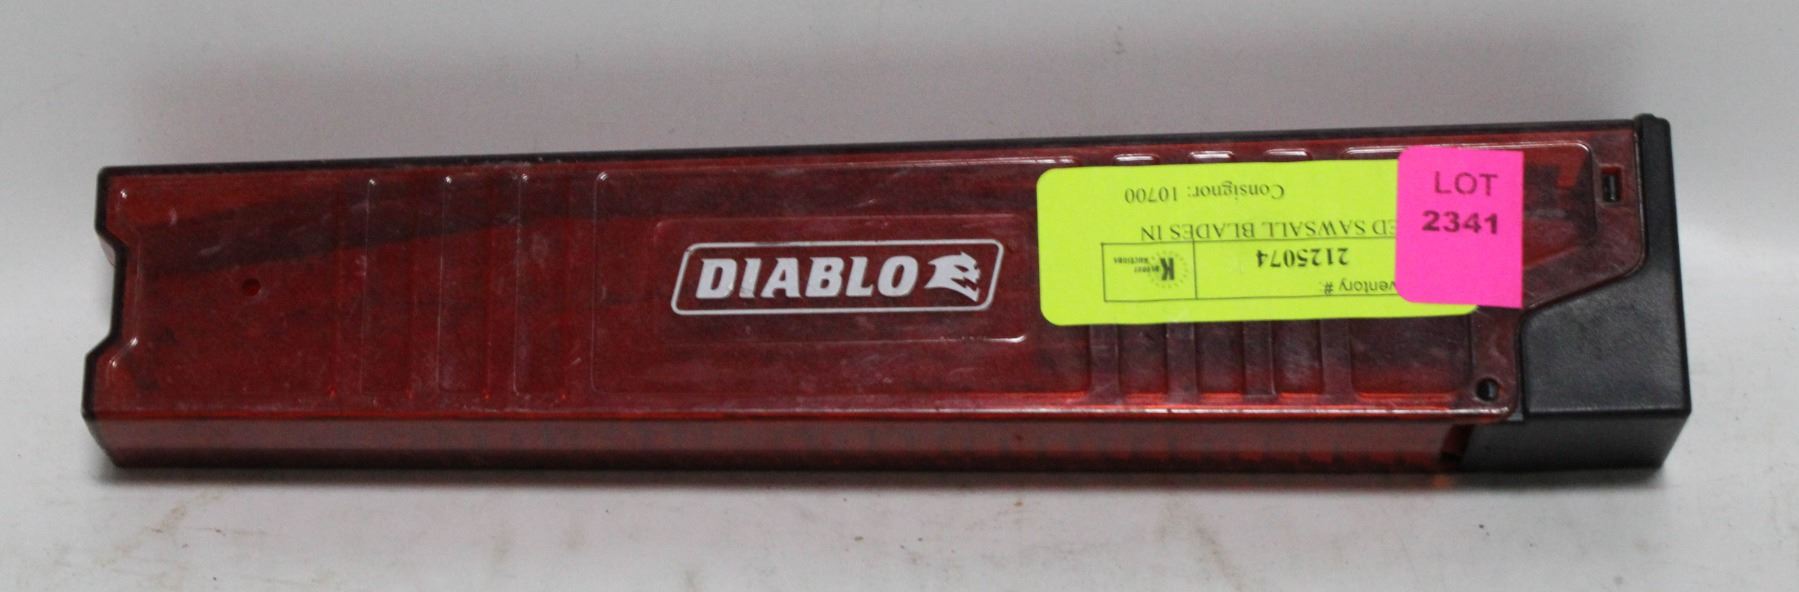 DIABLO
LOT
2341
ventory #:
2125074
K
ED SAWSALL BLADES IN
Consignor: 10700